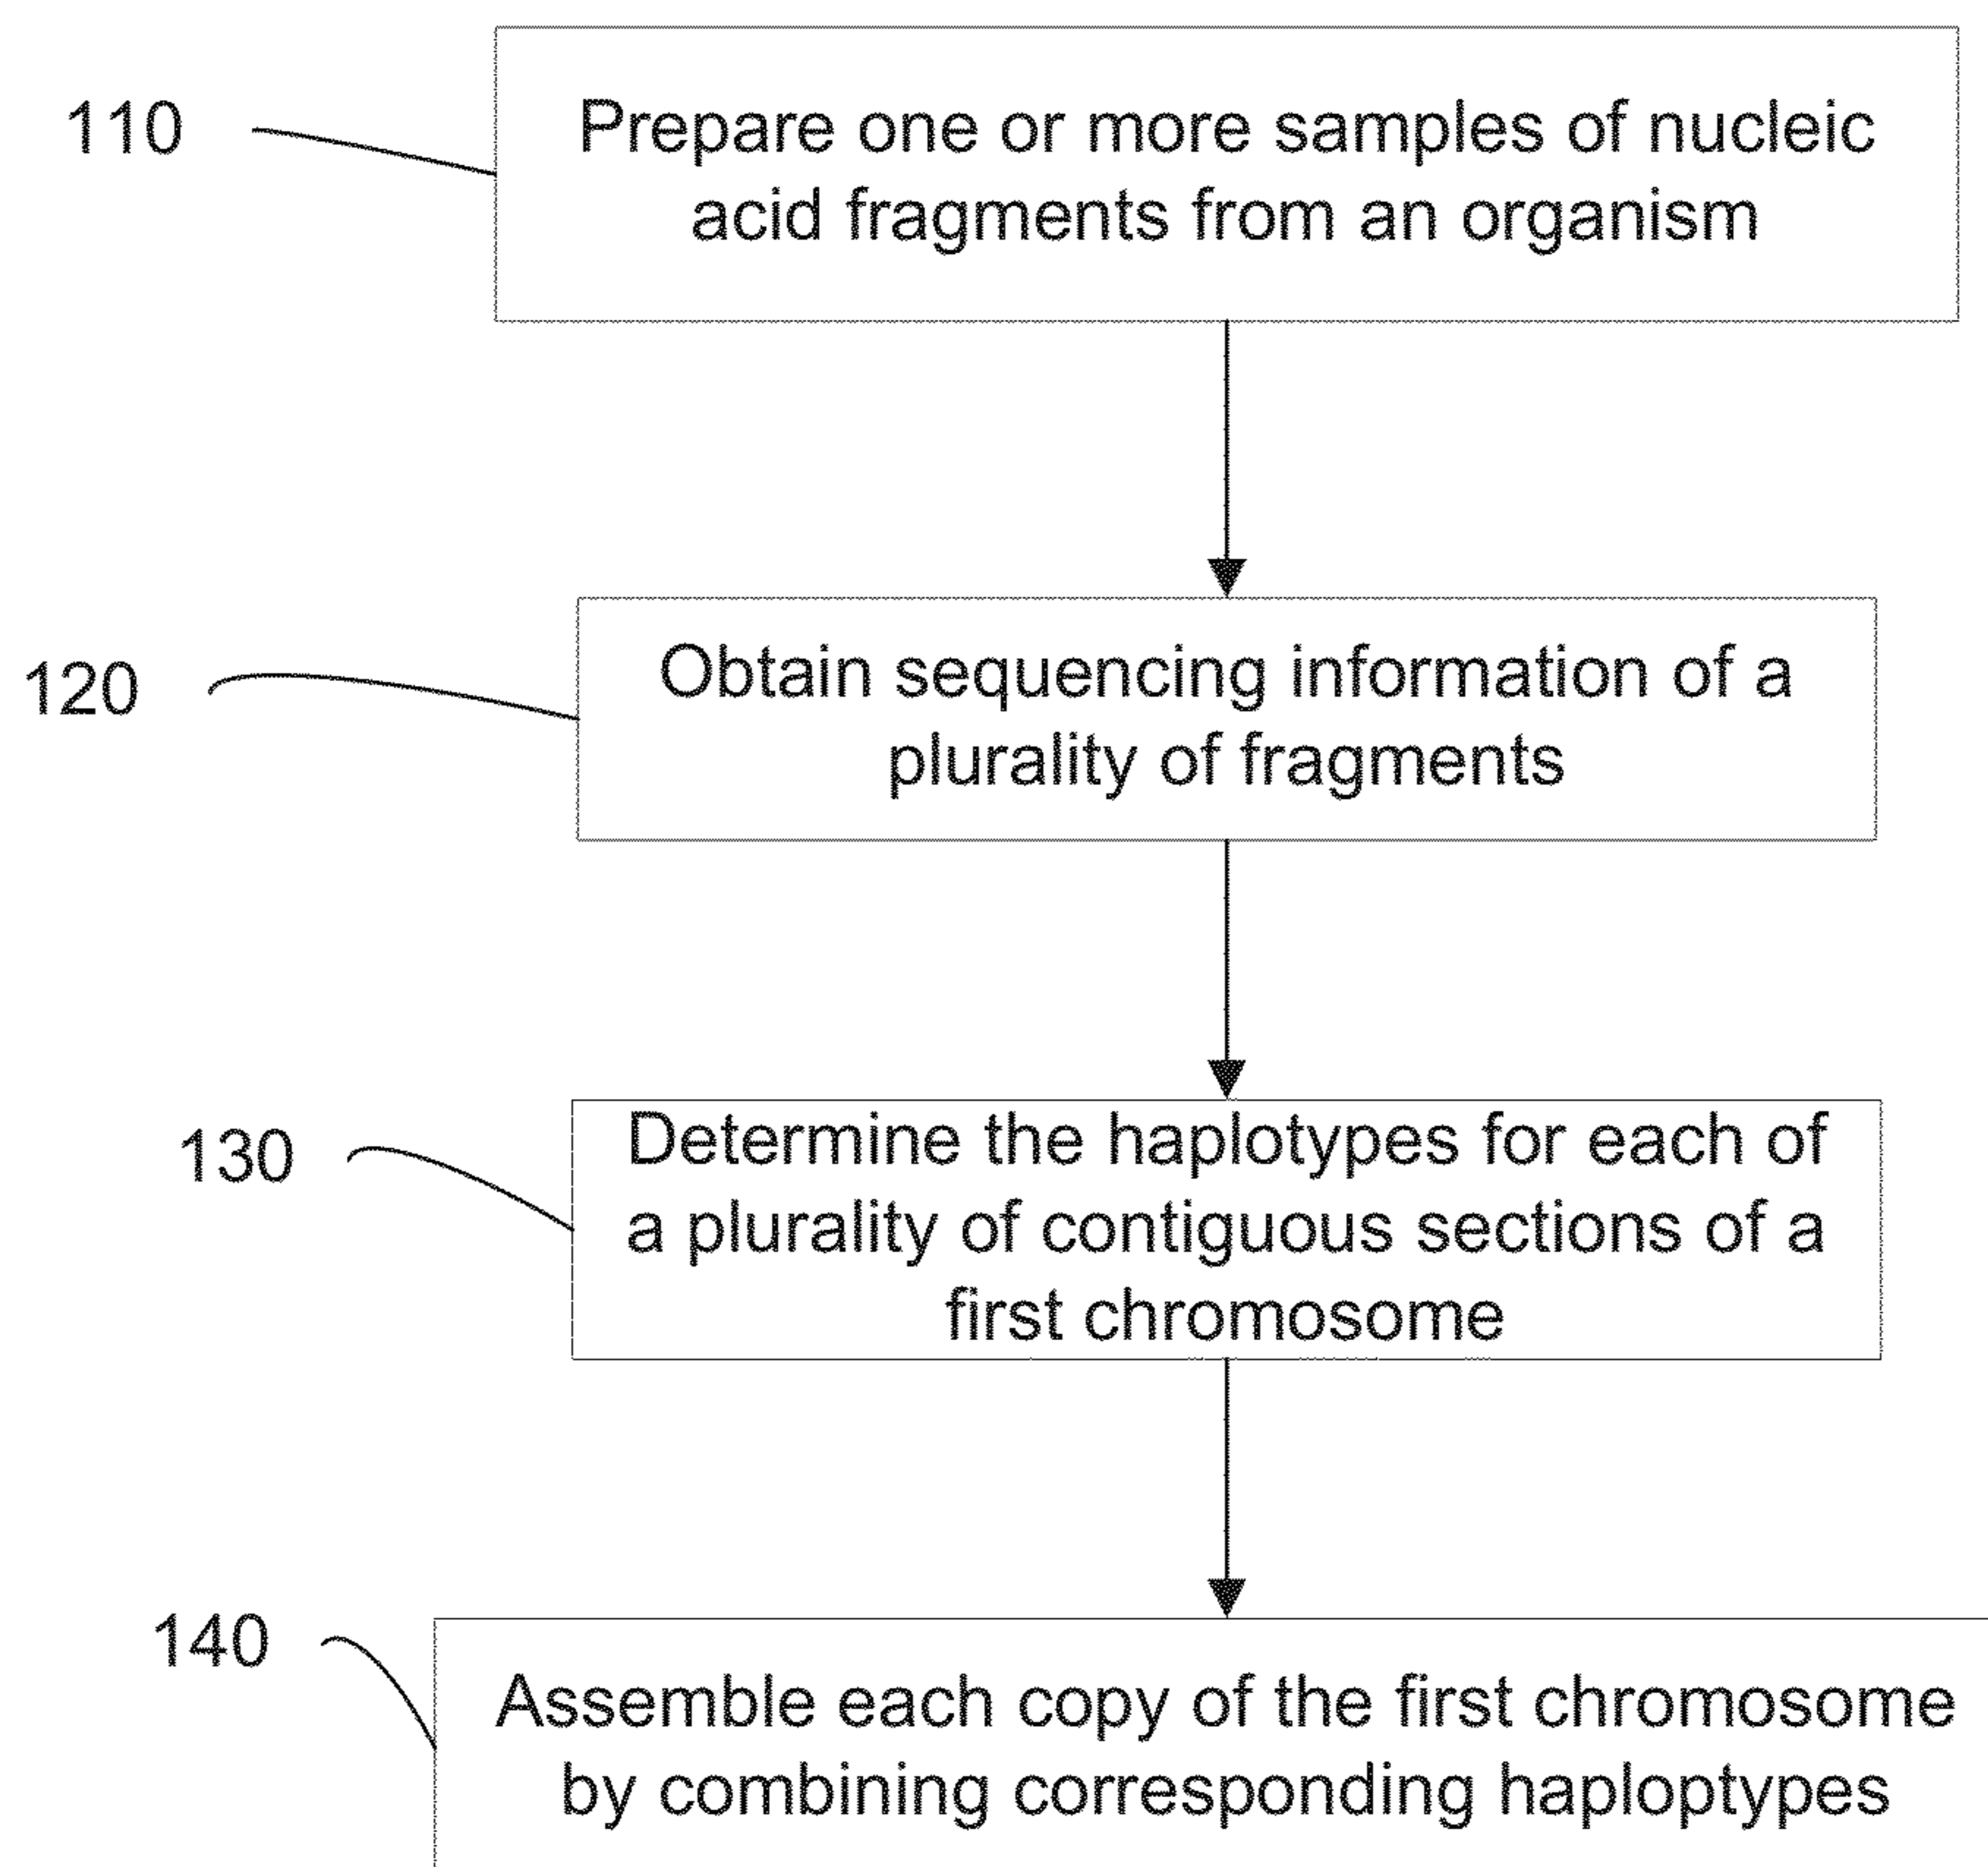 110
Prepare one or more samples of nucleic
acid fragments from an organism
120
Obtain sequencing information of a
plurality of fragments
130
Determine the haplotypes for each of
a plurality of contiguous sections of a
first chromosome
140
Assemble each copy of the first chromosome
by combining corresponding haploptypes